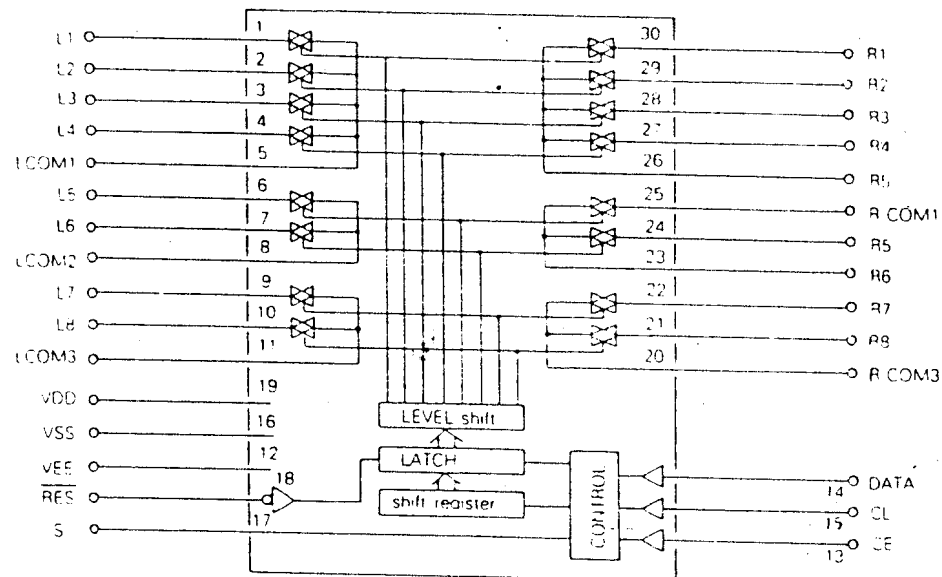 L1 1 30 R1
L2 2 29 R2
L3 3 28 R3
L4 4 27 R4
LCOM1 5 26 R5
L5 6 25 R COM1
L6 7 24 R5
LCOM2 8 23 R6
L7 9 22 R7
L8 10 21 R8
LCOM3 11 20 R COM3
VDD 19
LEVEL shift
VSS 16
VEE 12
LATCH
RES 18
shift register
CONTROL
14 DATA
S 17
15 CL
13 CE